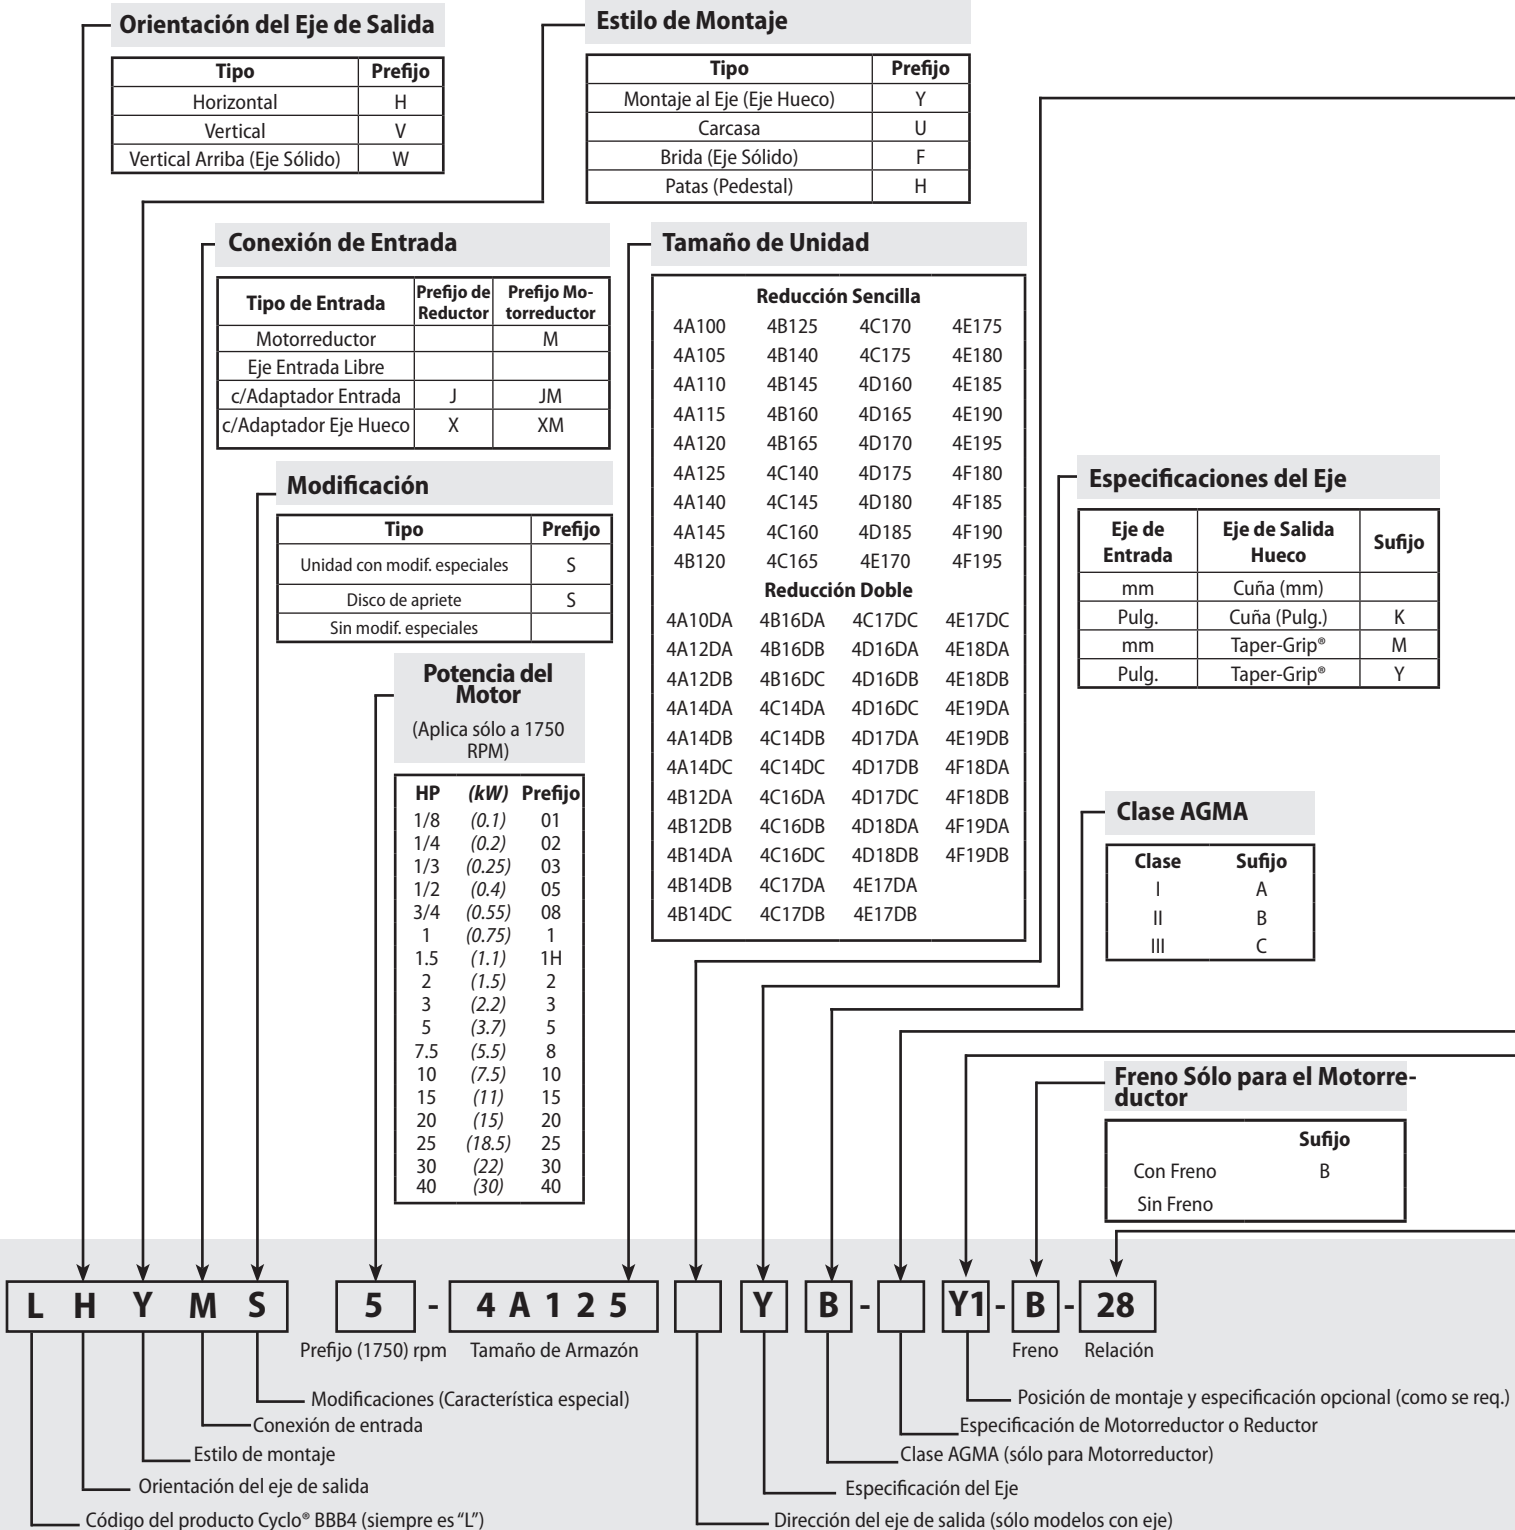 Orientación del Eje de Salida
Tipo Prefijo
Horizontal H
Vertical V
Vertical Arriba (Eje Sólido) W
Estilo de Montaje
Tipo Prefijo
Montaje al Eje (Eje Hueco) Y
Carcasa U
Brida (Eje Sólido) F
Patas (Pedestal) H
Conexión de Entrada
Tipo de Entrada Prefijo de Reductor Prefijo Mo-torreductor
Motorreductor M
Eje Entrada Libre
c/Adaptador Entrada J JM
c/Adaptador Eje Hueco X XM
Modificación
Tipo Prefijo
Unidad con modif. especiales S
Disco de apriete S
Sin modif. especiales
Potencia del
Motor
(Aplica sólo a 1750
RPM)
HP (kW) Prefijo
1/8 (0.1) 01
1/4 (0.2) 02
1/3 (0.25) 03
1/2 (0.4) 05
3/4 (0.55) 08
1 (0.75) 1
1.5 (1.1) 1H
2 (1.5) 2
3 (2.2) 3
5 (3.7) 5
7.5 (5.5) 8
10 (7.5) 10
15 (11) 15
20 (15) 20
25 (18.5) 25
30 (22) 30
40 (30) 40
Tamaño de Unidad
Reducción Sencilla
4A100 4B125 4C170 4E175
4A105 4B140 4C175 4E180
4A110 4B145 4D160 4E185
4A115 4B160 4D165 4E190
4A120 4B165 4D170 4E195
4A125 4C140 4D175 4F180
4A140 4C145 4D180 4F185
4A145 4C160 4D185 4F190
4B120 4C165 4E170 4F195
Reducción Doble
4A10DA 4B16DA 4C17DC 4E17DC
4A12DA 4B16DB 4D16DA 4E18DA
4A12DB 4B16DC 4D16DB 4E18DB
4A14DA 4C14DA 4D16DC 4E19DA
4A14DB 4C14DB 4D17DA 4E19DB
4A14DC 4C14DC 4D17DB 4F18DA
4B12DA 4C16DA 4D17DC 4F18DB
4B12DB 4C16DB 4D18DA 4F19DA
4B14DA 4C16DC 4D18DB 4F19DB
4B14DB 4C17DA 4E17DA
4B14DC 4C17DB 4E17DB
Especificaciones del Eje
Eje de Entrada Eje de Salida Hueco Sufijo
mm Cuña (mm)
Pulg. Cuña (Pulg.) K
mm Taper-Grip® M
Pulg. Taper-Grip® Y
Clase AGMA
Clase Sufijo
I A
II B
III C
Freno Sólo para el Motorre-
ductor
Sufijo
Con Freno B
Sin Freno
L H Y M S 5 - 4 A 1 2 5 Y B - Y1 - B - 28
Prefijo (1750) rpm Tamaño de Armazón Freno Relación
Modificaciones (Característica especial)
Conexión de entrada
Estilo de montaje
Orientación del eje de salida
Código del producto Cyclo® BBB4 (siempre es “L”)
Posición de montaje y especificación opcional (como se req.)
Especificación de Motorreductor o Reductor
Clase AGMA (sólo para Motorreductor)
Especificación del Eje
Dirección del eje de salida (sólo modelos con eje)